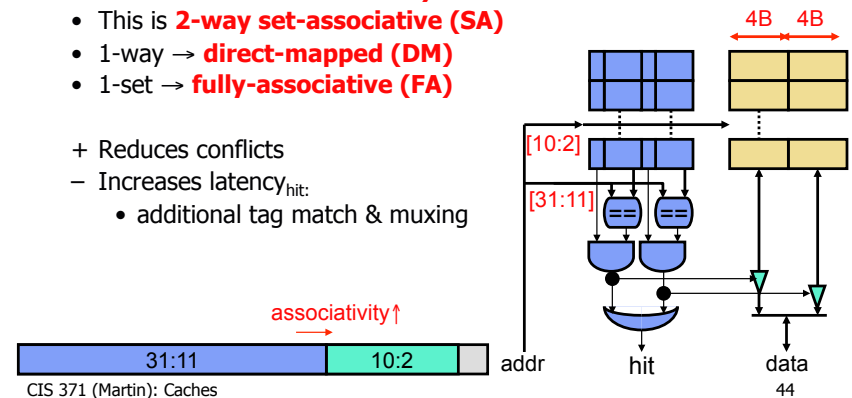 • This is 2-way set-associative (SA)
• 1-way → direct-mapped (DM)
• 1-set → fully-associative (FA)
+ Reduces conflicts
– Increases latencyhit:
• additional tag match & muxing
4B 4B
[10:2]
[31:11]
== ==
associativity↑
31:11 10:2
addr hit data
CIS 371 (Martin): Caches
44